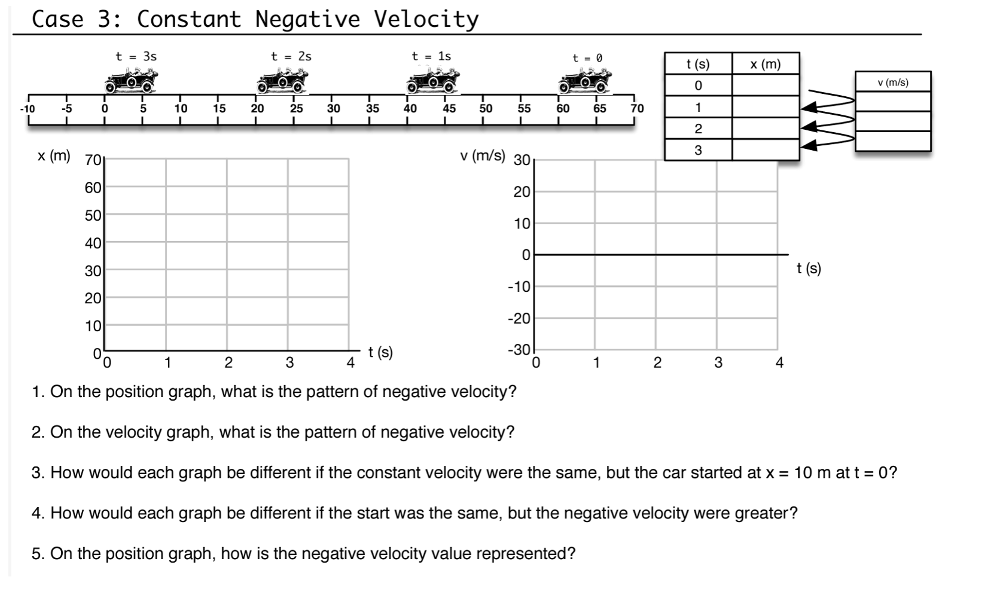 Case 3: Constant Negative Velocity
t = 3s t = 2s t = 1s t = 0
-10 -5 0 5 10 15 20 25 30 35 40 45 50 55 60 65 70
t (s) x (m)
0
1
2
3
v (m/s)
x (m)
70
60
50
40
30
20
10
0
0 1 2 3 4
t (s)
v (m/s)
30
20
10
0
-10
-20
-30
0 1 2 3 4
t (s)
1. On the position graph, what is the pattern of negative velocity?
2. On the velocity graph, what is the pattern of negative velocity?
3. How would each graph be different if the constant velocity were the same, but the car started at x = 10 m at t = 0?
4. How would each graph be different if the start was the same, but the negative velocity were greater?
5. On the position graph, how is the negative velocity value represented?